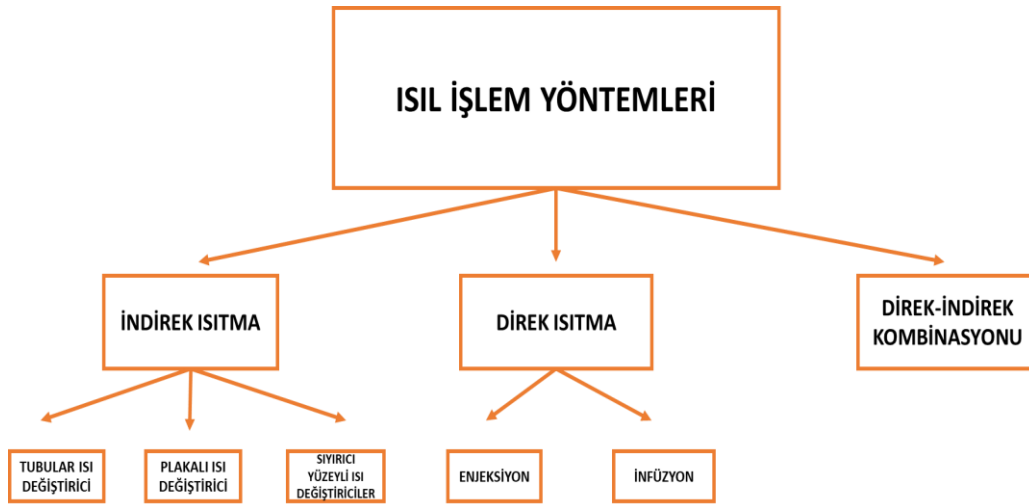 ISIL İŞLEM YÖNTEMLERİ
İNDİREK ISITMA
DİREK ISITMA
DİREK-İNDİREK
KOMBİNASYONU
TUBULAR ISI
DEĞİŞTİRİCİ
PLAKALI ISI
DEĞİŞTİRİCİ
SIYIRICI
YÜZEYLİ ISI
DEĞİŞTİRİCİLER
ENJEKSİYON
İNFÜZYON